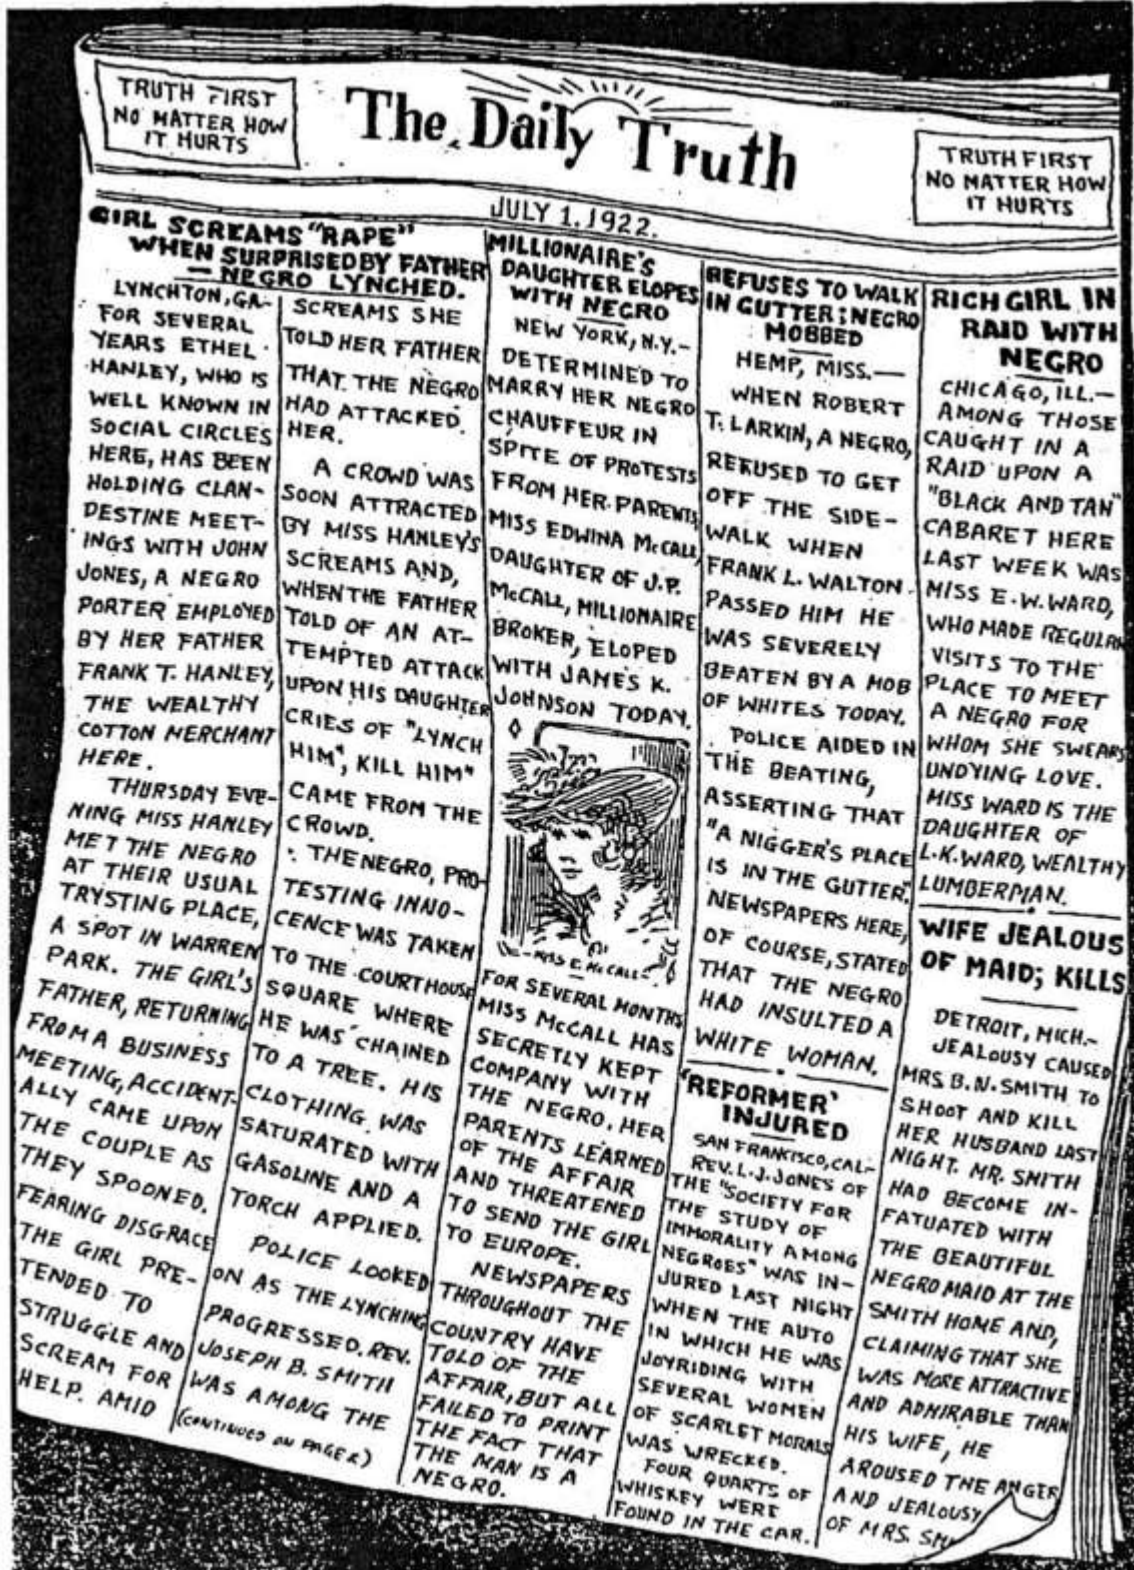 TRUTH FIRST
NO MATTER HOW
IT HURTS
The Daily Truth
TRUTH FIRST
NO MATTER HOW
IT HURTS
JULY 1, 1922.
GIRL SCREAMS "RAPE"
WHEN SURPRISED BY FATHER
— NEGRO LYNCHED.
LYNCHTON, GA-
FOR SEVERAL
YEARS ETHEL
HANLEY, WHO IS
WELL KNOWN IN
SOCIAL CIRCLES
HERE, HAS BEEN
HOLDING CLAN-
DESTINE MEET-
INGS WITH JOHN
JONES, A NEGRO
PORTER EMPLOYED
BY HER FATHER
FRANK T. HANLEY,
THE WEALTHY
COTTON MERCHANT
HERE.
THURSDAY EVE-
NING MISS HANLEY
MET THE NEGRO
AT THEIR USUAL
TRYSTING PLACE,
A SPOT IN WARREN
PARK. THE GIRL'S
FATHER, RETURNING
FROM A BUSINESS
MEETING, ACCIDENT-
ALLY CAME UPON
THE COUPLE AS
THEY SPOONED.
FEARING DISGRACE
THE GIRL PRE-
TENDED TO
STRUGGLE AND
SCREAM FOR
HELP. AMID
SCREAMS SHE
TOLD HER FATHER
THAT THE NEGRO
HAD ATTACKED
HER.
A CROWD WAS
SOON ATTRACTED
BY MISS HANLEY'S
SCREAMS AND,
WHEN THE FATHER
TOLD OF AN AT-
TEMPTED ATTACK
UPON HIS DAUGHTER
CRIES OF "LYNCH
HIM", KILL HIM"
CAME FROM THE
CROWD.
THE NEGRO, PRO-
TESTING INNO-
CENCE WAS TAKEN
TO THE COURTHOUSE
SQUARE WHERE
HE WAS CHAINED
TO A TREE. HIS
CLOTHING WAS
SATURATED WITH
GASOLINE AND A
TORCH APPLIED.
POLICE LOOKED
ON AS THE LYNCHING
PROGRESSED. REV.
JOSEPH B. SMITH
WAS AMONG THE
(CONTINUED ON PAGE 2)
MILLIONAIRE'S
DAUGHTER ELOPES
WITH NEGRO
NEW YORK, N.Y.—
DETERMINED TO
MARRY HER NEGRO
CHAUFFEUR IN
SPITE OF PROTESTS
FROM HER PARENTS
MISS EDWINA McCALL,
DAUGHTER OF J.P.
McCALL, MILLIONAIRE
BROKER, ELOPED
WITH JAMES K.
JOHNSON TODAY.
-MISS E. McCALL-
FOR SEVERAL MONTHS
MISS McCALL HAS
SECRETLY KEPT
COMPANY WITH
THE NEGRO. HER
PARENTS LEARNED
OF THE AFFAIR
AND THREATENED
TO SEND THE GIRL
TO EUROPE.
NEWSPAPERS
THROUGHOUT THE
COUNTRY HAVE
TOLD OF THE
AFFAIR, BUT ALL
FAILED TO PRINT
THE FACT THAT
THE MAN IS A
NEGRO.
REFUSES TO WALK
IN GUTTER; NEGRO
MOBBED
HEMP, MISS.—
WHEN ROBERT
T. LARKIN, A NEGRO,
REFUSED TO GET
OFF THE SIDE-
WALK WHEN
FRANK L. WALTON
PASSED HIM HE
WAS SEVERELY
BEATEN BY A MOB
OF WHITES TODAY.
POLICE AIDED IN
THE BEATING,
ASSERTING THAT
"A NIGGER'S PLACE
IS IN THE GUTTER".
NEWSPAPERS HERE,
OF COURSE, STATED
THAT THE NEGRO
HAD INSULTED A
WHITE WOMAN.
'REFORMER'
INJURED
SAN FRANCISCO, CAL-
REV. L.J. JONES OF
THE "SOCIETY FOR
THE STUDY OF
IMMORALITY AMONG
NEGROES" WAS IN-
JURED LAST NIGHT
WHEN THE AUTO
IN WHICH HE WAS
JOYRIDING WITH
SEVERAL WOMEN
OF SCARLET MORALS
WAS WRECKED.
FOUR QUARTS OF
WHISKEY WERE
FOUND IN THE CAR.
RICH GIRL IN
RAID WITH
NEGRO
CHICAGO, ILL.—
AMONG THOSE
CAUGHT IN A
RAID UPON A
"BLACK AND TAN"
CABARET HERE
LAST WEEK WAS
MISS E.W. WARD,
WHO MADE REGULAR
VISITS TO THE
PLACE TO MEET
A NEGRO FOR
WHOM SHE SWEARS
UNDYING LOVE.
MISS WARD IS THE
DAUGHTER OF
L.K. WARD, WEALTHY
LUMBERMAN.
WIFE JEALOUS
OF MAID; KILLS
DETROIT, MICH.-
JEALOUSY CAUSED
MRS. B.N. SMITH TO
SHOOT AND KILL
HER HUSBAND LAST
NIGHT. MR. SMITH
HAD BECOME IN-
FATUATED WITH
THE BEAUTIFUL
NEGRO MAID AT THE
SMITH HOME AND,
CLAIMING THAT SHE
WAS MORE ATTRACTIVE
AND ADMIRABLE THAN
HIS WIFE, HE
AROUSED THE ANGER
AND JEALOUSY
OF MRS. SM